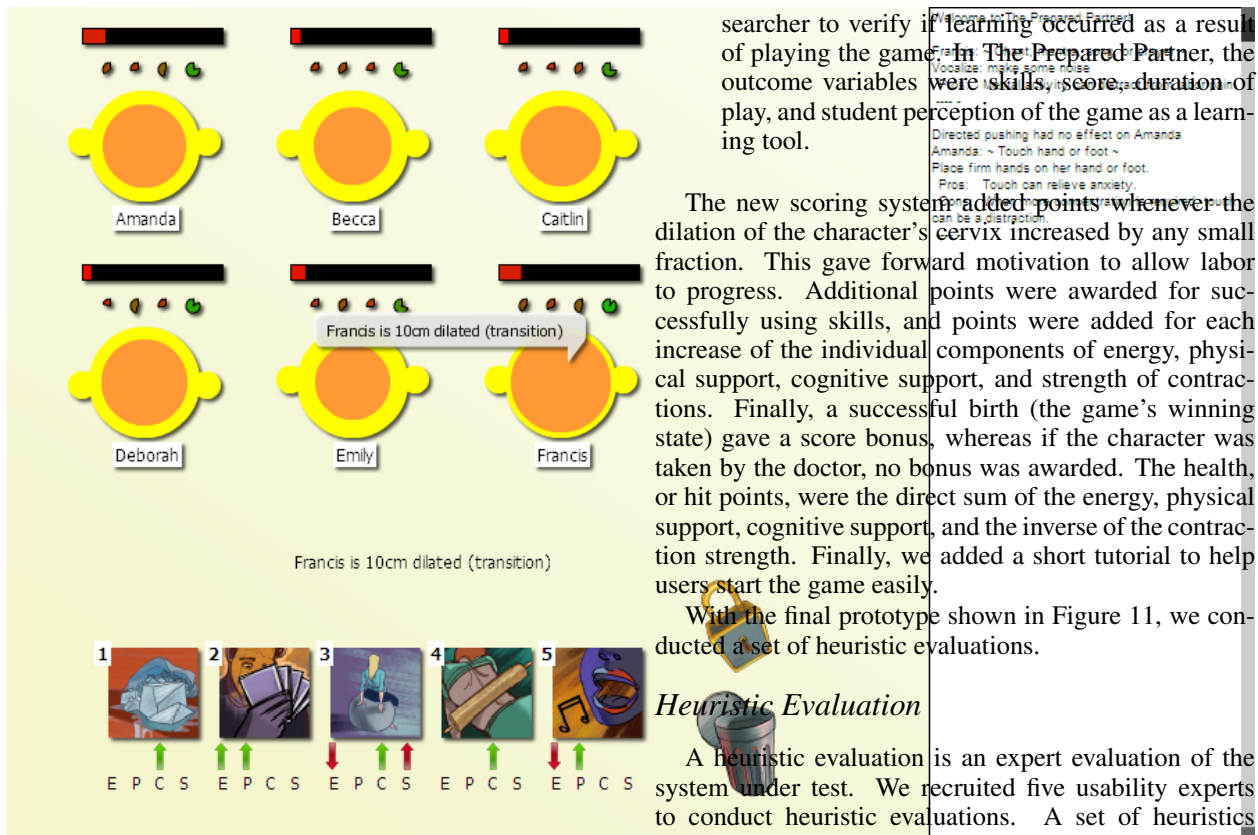 Amanda
Becca
Caitlin
Deborah
Emily
Francis
Francis is 10cm dilated (transition)
Francis is 10cm dilated (transition)
1
2
3
4
5
E P C S
E P C S
E P C S
E P C S
E P C S
Welcome to The Prepared Partner!
Vocalize: make some noise
Directed pushing had no effect on Amanda
Amanda: ~ Touch hand or foot ~
Place firm hands on her hand or foot.
Pros: Touch can relieve anxiety.
can be a distraction.
searcher to verify if learning occurred as a result
of playing the game. In The Prepared Partner, the
outcome variables were skills, score, duration of
play, and student perception of the game as a learn-
ing tool.
The new scoring system added points whenever the
dilation of the character's cervix increased by any small
fraction. This gave forward motivation to allow labor
to progress. Additional points were awarded for suc-
cessfully using skills, and points were added for each
increase of the individual components of energy, physi-
cal support, cognitive support, and strength of contrac-
tions. Finally, a successful birth (the game's winning
state) gave a score bonus, whereas if the character was
taken by the doctor, no bonus was awarded. The health,
or hit points, were the direct sum of the energy, physical
support, cognitive support, and the inverse of the contrac-
tion strength. Finally, we added a short tutorial to help
users start the game easily.
With the final prototype shown in Figure 11, we con-
ducted a set of heuristic evaluations.
Heuristic Evaluation
A heuristic evaluation is an expert evaluation of the
system under test. We recruited five usability experts
to conduct heuristic evaluations. A set of heuristics